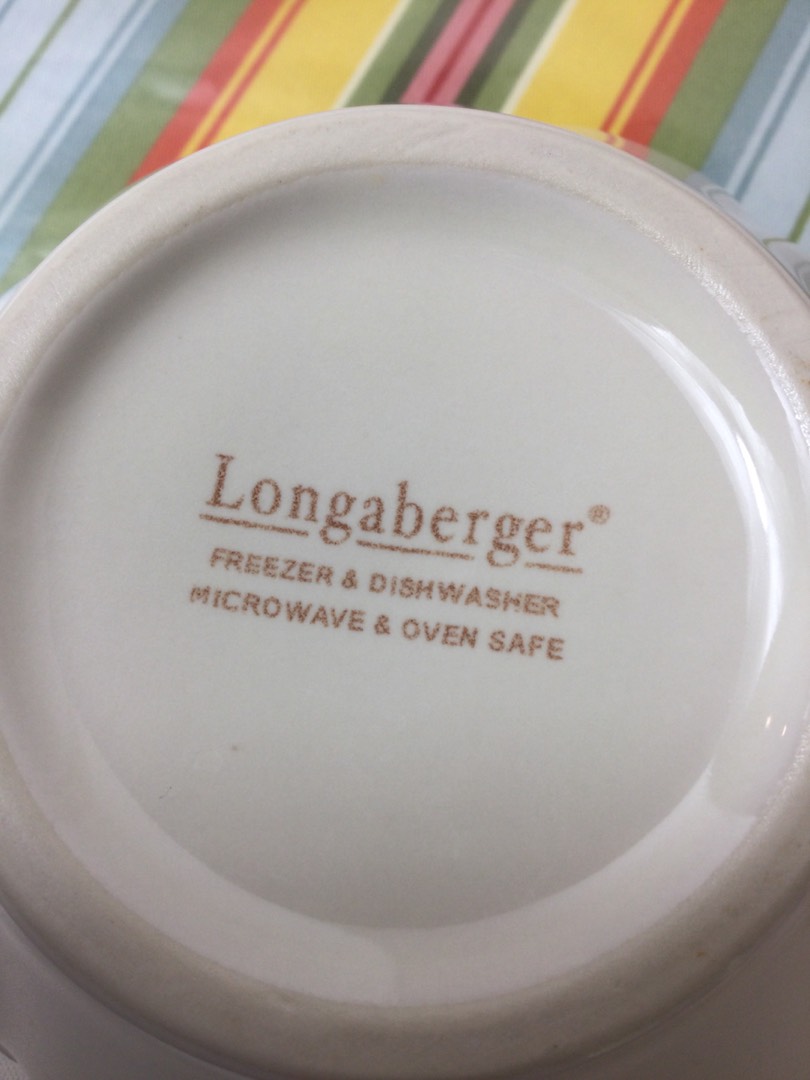 Longaberger®
FREEZER & DISHWASHER
MICROWAVE & OVEN SAFE